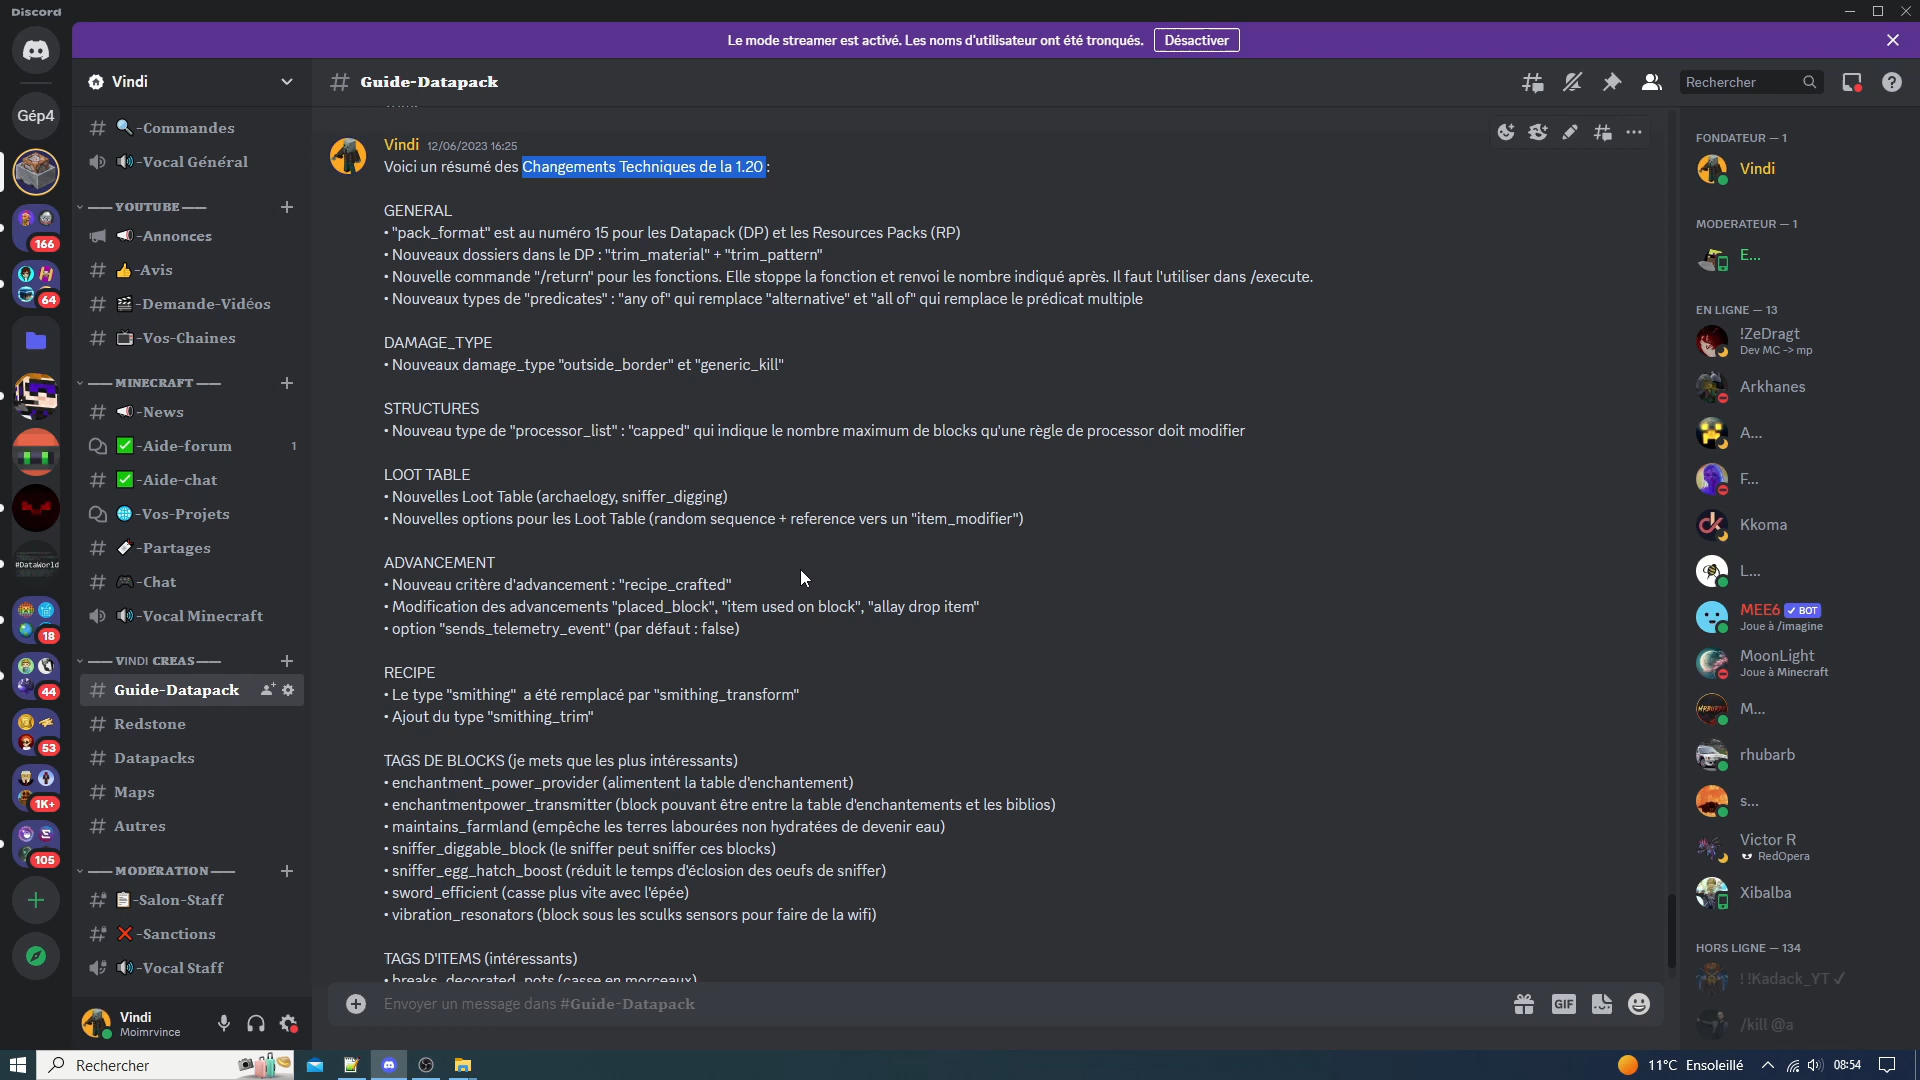 Discord
Le mode streamer est activé. Les noms d'utilisateur ont été tronqués.
Désactiver
Gép4
166
64
#DataWorld
18
44
53
1K+
105
Vindi
-Commandes
-Vocal Général
YOUTUBE
-Annonces
-Avis
-Demande-Vidéos
-Vos-Chaines
MINECRAFT
-News
-Aide-forum
1
-Aide-chat
-Vos-Projets
-Partages
-Chat
-Vocal Minecraft
VINDI CREAS
Guide-Datapack
Redstone
Datapacks
Maps
Autres
MODERATION
-Salon-Staff
-Sanctions
-Vocal Staff
Vindi
Moimrvince
Guide-Datapack
Rechercher
Vindi 12/06/2023 16:25
Voici un résumé des Changements Techniques de la 1.20 :
GENERAL
• "pack_format" est au numéro 15 pour les Datapack (DP) et les Resources Packs (RP)
• Nouveaux dossiers dans le DP : "trim_material" + "trim_pattern"
• Nouvelle commande "/return" pour les fonctions. Elle stoppe la fonction et renvoi le nombre indiqué après. Il faut l'utiliser dans /execute.
• Nouveaux types de "predicates" : "any of" qui remplace "alternative" et "all of" qui remplace le prédicat multiple
DAMAGE_TYPE
• Nouveaux damage_type "outside_border" et "generic_kill"
STRUCTURES
• Nouveau type de "processor_list" : "capped" qui indique le nombre maximum de blocks qu'une règle de processor doit modifier
LOOT TABLE
• Nouvelles Loot Table (archaelogy, sniffer_digging)
• Nouvelles options pour les Loot Table (random sequence + reference vers un "item_modifier")
ADVANCEMENT
• Nouveau critère d'advancement : "recipe_crafted"
• Modification des advancements "placed_block", "item used on block", "allay drop item"
• option "sends_telemetry_event" (par défaut : false)
RECIPE
• Le type "smithing" a été remplacé par "smithing_transform"
• Ajout du type "smithing_trim"
TAGS DE BLOCKS (je mets que les plus intéressants)
• enchantment_power_provider (alimentent la table d'enchantement)
• enchantmentpower_transmitter (block pouvant être entre la table d'enchantements et les biblios)
• maintains_farmland (empêche les terres labourées non hydratées de devenir eau)
• sniffer_diggable_block (le sniffer peut sniffer ces blocks)
• sniffer_egg_hatch_boost (réduit le temps d'éclosion des oeufs de sniffer)
• sword_efficient (casse plus vite avec l'épée)
• vibration_resonators (block sous les sculks sensors pour faire de la wifi)
TAGS D'ITEMS (intéressants)
• breaks_decorated_pots (casse en morceaux)
Envoyer un message dans #Guide-Datapack
GIF
FONDATEUR — 1
Vindi
MODERATEUR — 1
E...
EN LIGNE — 13
!ZeDragt
Dev MC -> mp
Arkhanes
A...
F...
Kkoma
L...
MEE6 ✓ BOT
Joue à /imagine
MoonLight
Joue à Minecraft
M...
rhubarb
s...
Victor R
RedOpera
Xibalba
HORS LIGNE — 134
!!Kadack_YT ✓
/kill @a
Rechercher
11°C Ensoleillé
08:54